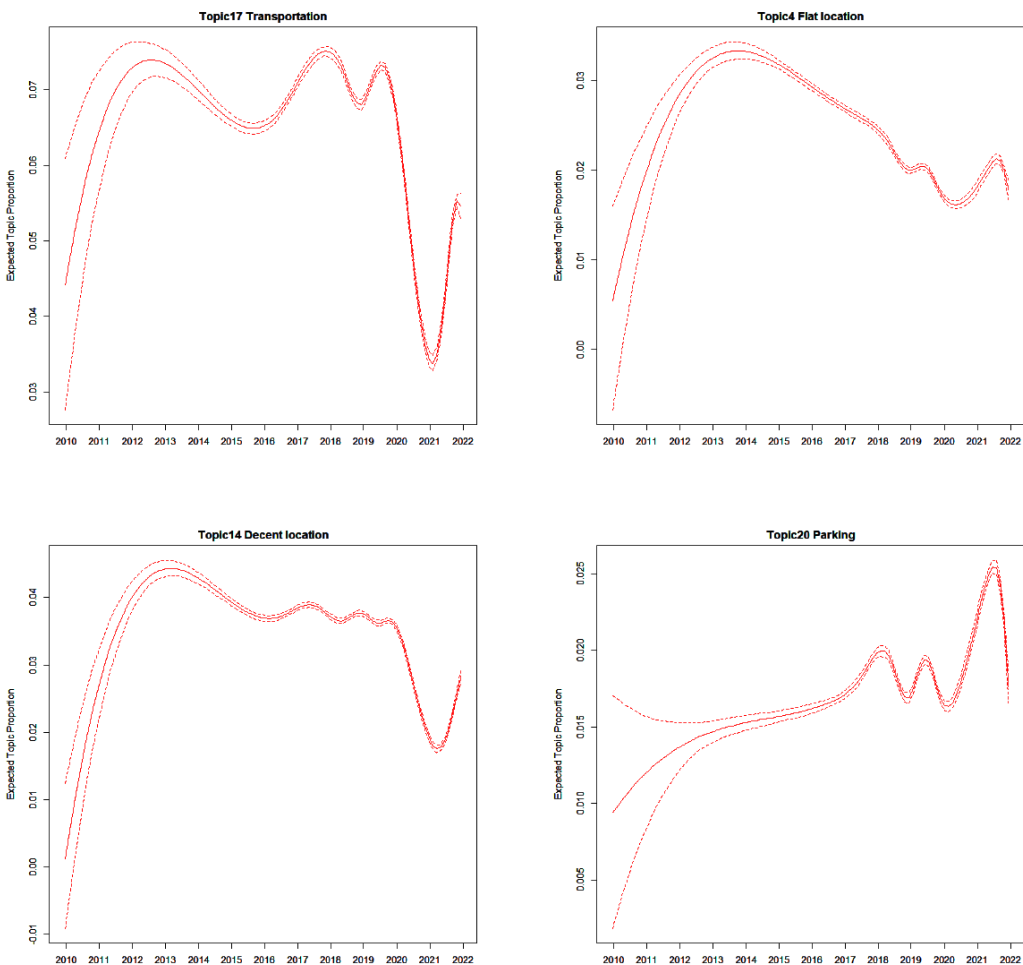 Topic17 Transportation
Expected Topic Proportion
0.07
0.06
0.05
0.04
0.03
2010 2011 2012 2013 2014 2015 2016 2017 2018 2019 2020 2021 2022
Topic4 Flat location
Expected Topic Proportion
0.03
0.02
0.01
0.00
2010 2011 2012 2013 2014 2015 2016 2017 2018 2019 2020 2021 2022
Topic14 Decent location
Expected Topic Proportion
0.04
0.03
0.02
0.01
0.00
-0.01
2010 2011 2012 2013 2014 2015 2016 2017 2018 2019 2020 2021 2022
Topic20 Parking
Expected Topic Proportion
0.025
0.020
0.015
0.010
0.005
2010 2011 2012 2013 2014 2015 2016 2017 2018 2019 2020 2021 2022